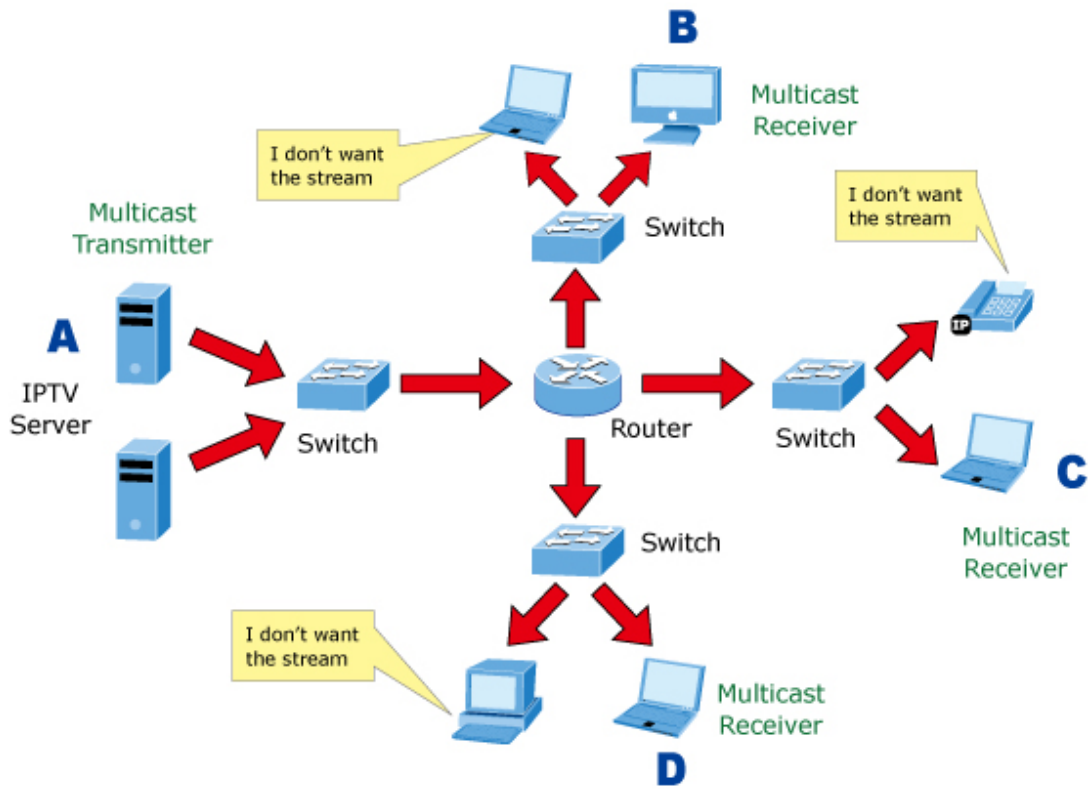 B
Multicast
Receiver
I don't want
the stream
Switch
I don't want
the stream
Multicast
Transmitter
A
IPTV
Server
Switch
Router
Switch
IP
C
Multicast
Receiver
Switch
I don't want
the stream
Multicast
Receiver
D